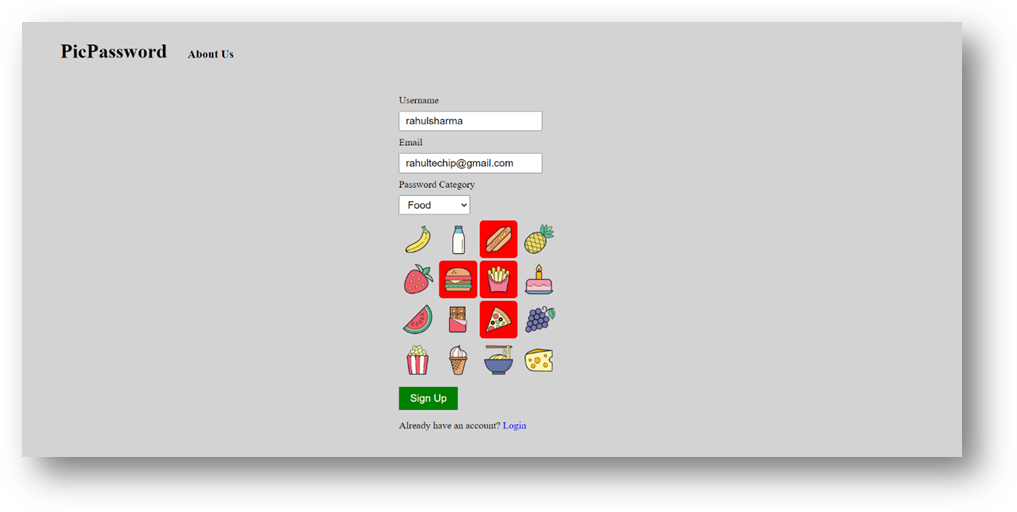 PicPassword About Us
Username
rahulsharma
Email
rahultechip@gmail.com
Password Category
Food
Sign Up
Already have an account? Login